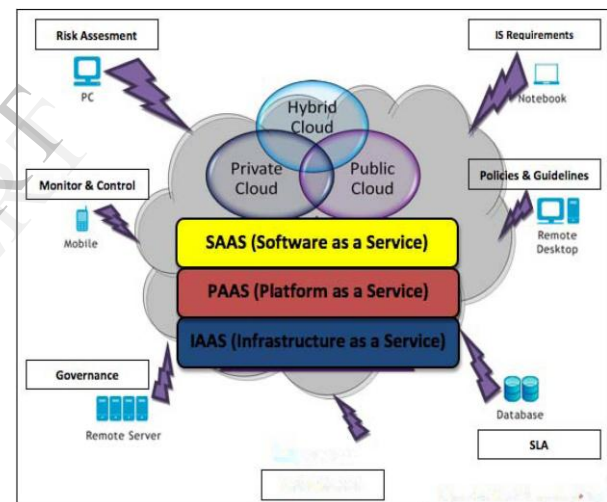 Risk Assesment
PC
IS Requirements
Notebook
Hybrid
Cloud
Private
Cloud
Public
Cloud
Monitor & Control
Mobile
Policies & Guidelines
Remote
Desktop
SAAS (Software as a Service)
PAAS (Platform as a Service)
IAAS (Infrastructure as a Service)
Governance
Remote Server
Database
SLA